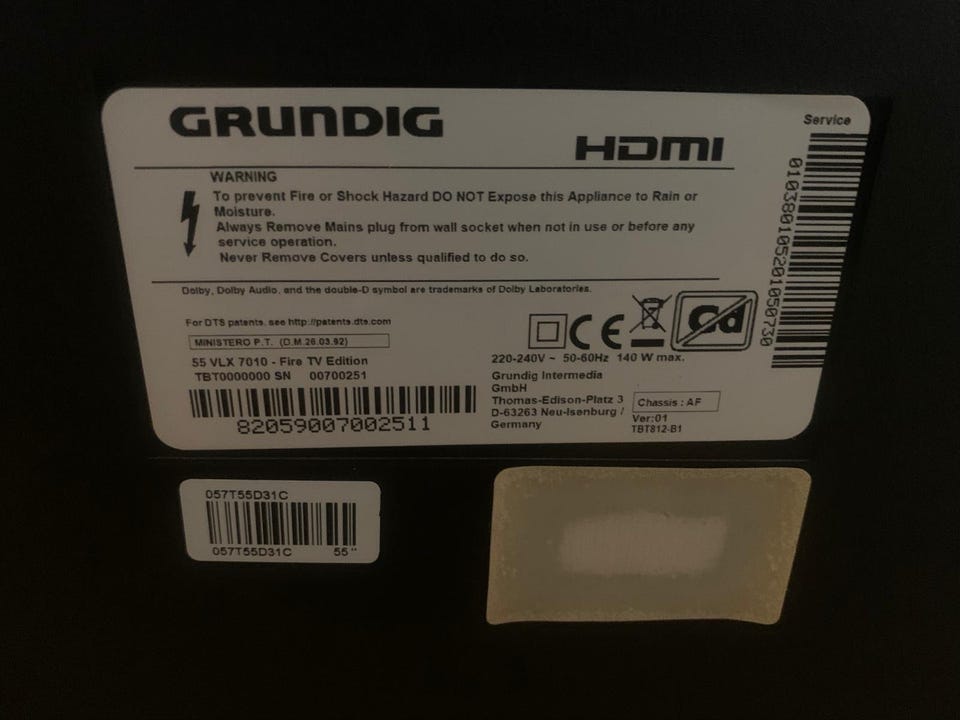 GRUNDIG
HDMI
Service
WARNING
To prevent Fire or Shock Hazard DO NOT Expose this Appliance to Rain or
Moisture.
Always Remove Mains plug from wall socket when not in use or before any
service operation.
Never Remove Covers unless qualified to do so.
Dolby, Dolby Audio, and the double-D symbol are trademarks of Dolby Laboratories.
For DTS patents, see http://patents.dts.com
MINISTERO P.T. (D.M.26.03.92)
55 VLX 7010 - Fire TV Edition
TBT0000000 SN 00700251
82059007002511
CE
Cd
220-240V ~ 50-60Hz 140 W max.
Grundig Intermedia
GmbH
Thomas-Edison-Platz 3
D-63263 Neu-Isenburg /
Germany
Chassis : AF
Ver:01
TBT812-B1
010380105201050730
057T55D31C
057T55D31C 55"